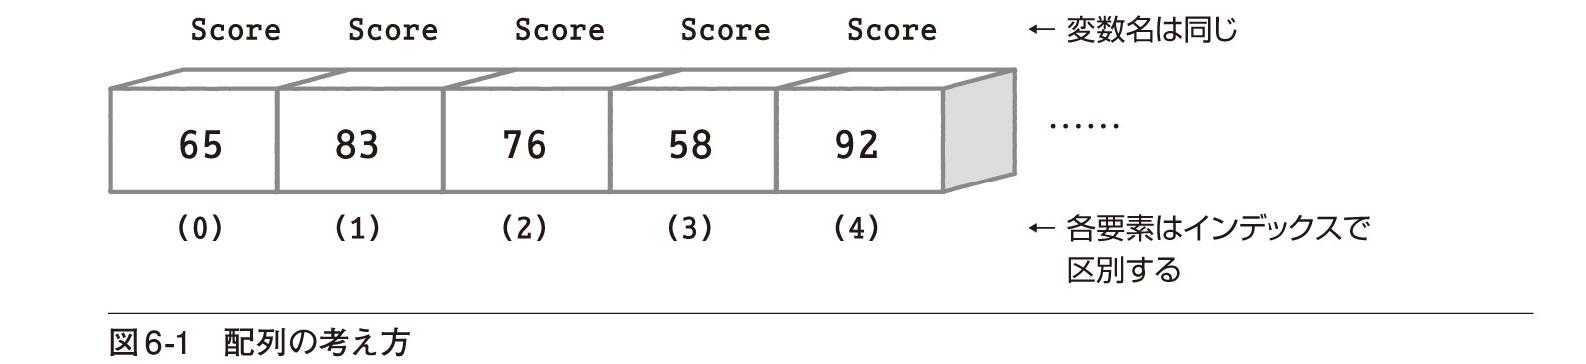 Score Score Score Score Score ← 変数名は同じ
65 83 76 58 92 ……
(0) (1) (2) (3) (4) ← 各要素はインデックスで
区別する
図6-1 配列の考え方